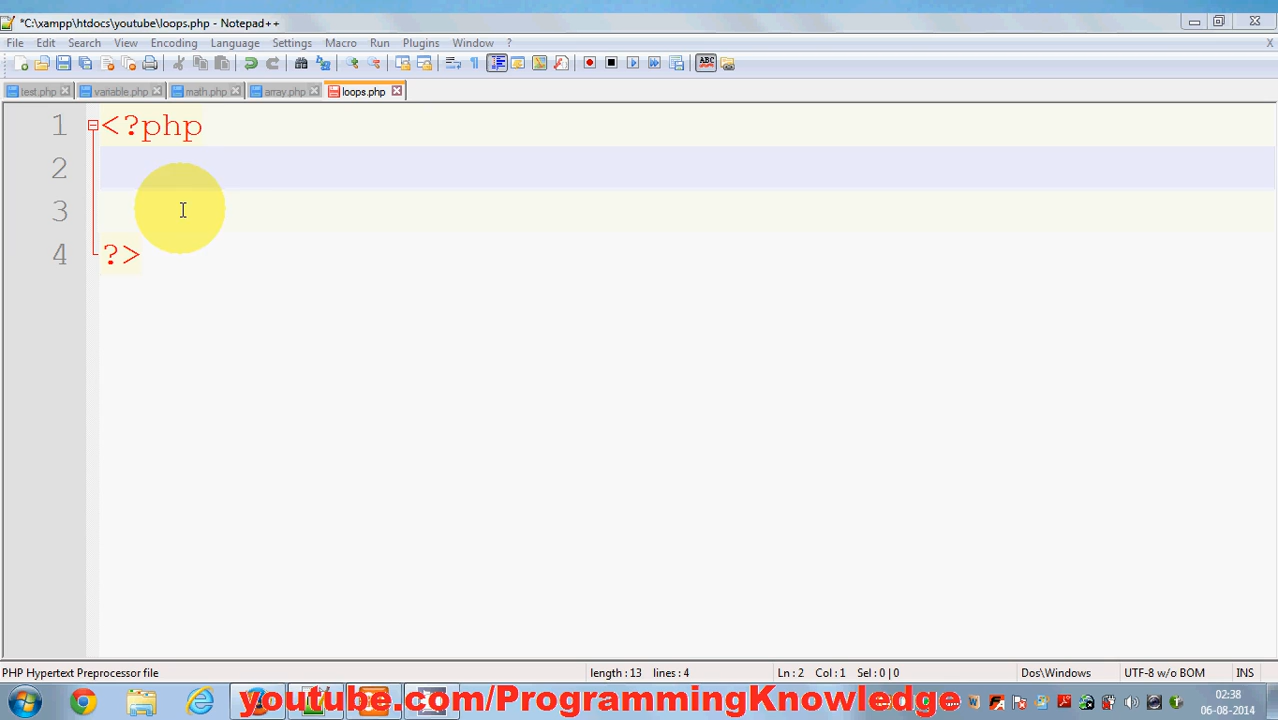 *C:\xampp\htdocs\youtube\loops.php - Notepad++
File Edit Search View Encoding Language Settings Macro Run Plugins Window ? X
test.php variable.php math.php array.php loops.php
1 <?php
2
3
4 ?>
PHP Hypertext Preprocessor file length : 13 lines : 4 Ln : 2 Col : 1 Sel : 0 | 0 Dos\Windows UTF-8 w/o BOM INS
youtube.com/ProgrammingKnowledge
02:38
06-08-2014